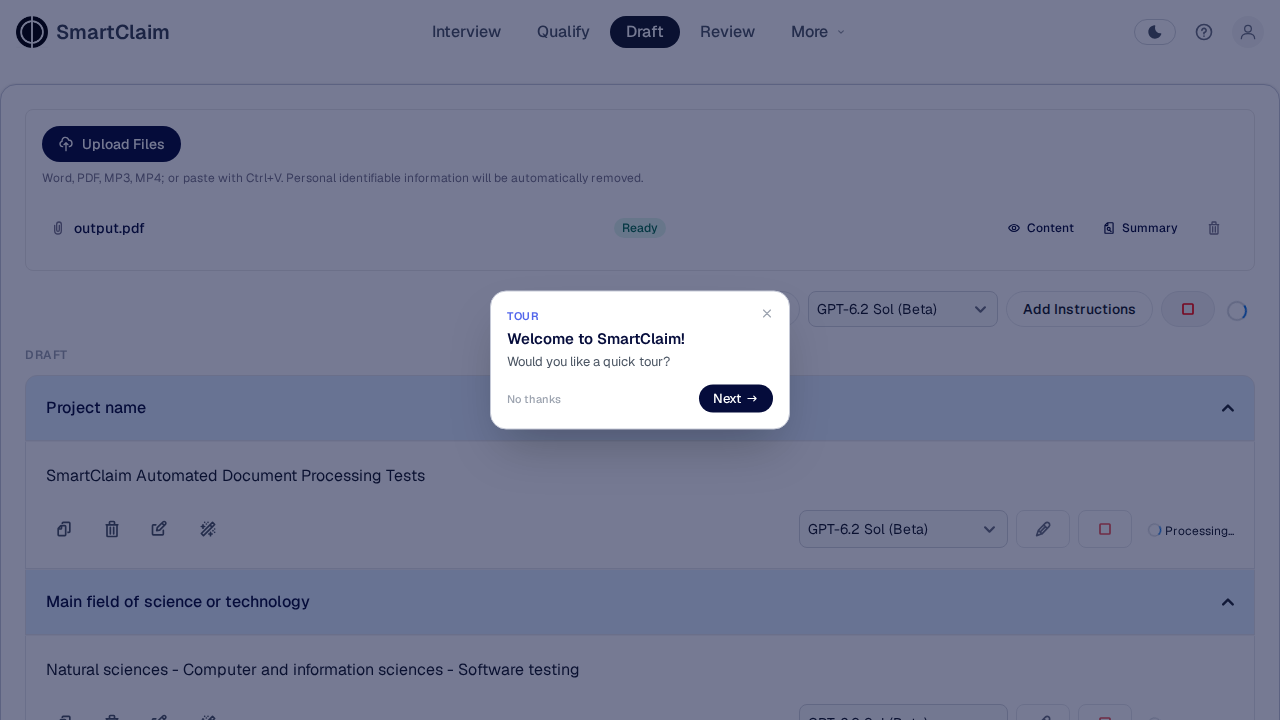 SmartClaim
Interview
Qualify
Draft
Review
More
Upload Files
Word, PDF, MP3, MP4; or paste with Ctrl+V. Personal identifiable information will be automatically removed.
output.pdf
Ready
Content
Summary
GPT-6.2 Sol (Beta)
Add Instructions
TOUR
Welcome to SmartClaim!
Would you like a quick tour?
No thanks
Next →
DRAFT
Project name
SmartClaim Automated Document Processing Tests
GPT-6.2 Sol (Beta)
Processing...
Main field of science or technology
Natural sciences - Computer and information sciences - Software testing